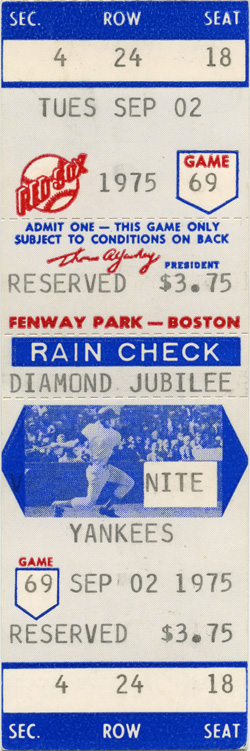 SEC. ROW SEAT
4 24 18
TUES SEP 02
RED SOX 1975 GAME 69
ADMIT ONE — THIS GAME ONLY
SUBJECT TO CONDITIONS ON BACK
Thomas A Yawkey PRESIDENT
RESERVED $3.75
FENWAY PARK — BOSTON
RAIN CHECK
DIAMOND JUBILEE
V NITE
YANKEES
GAME
69 SEP 02 1975
RESERVED $3.75
4 24 18
SEC. ROW SEAT